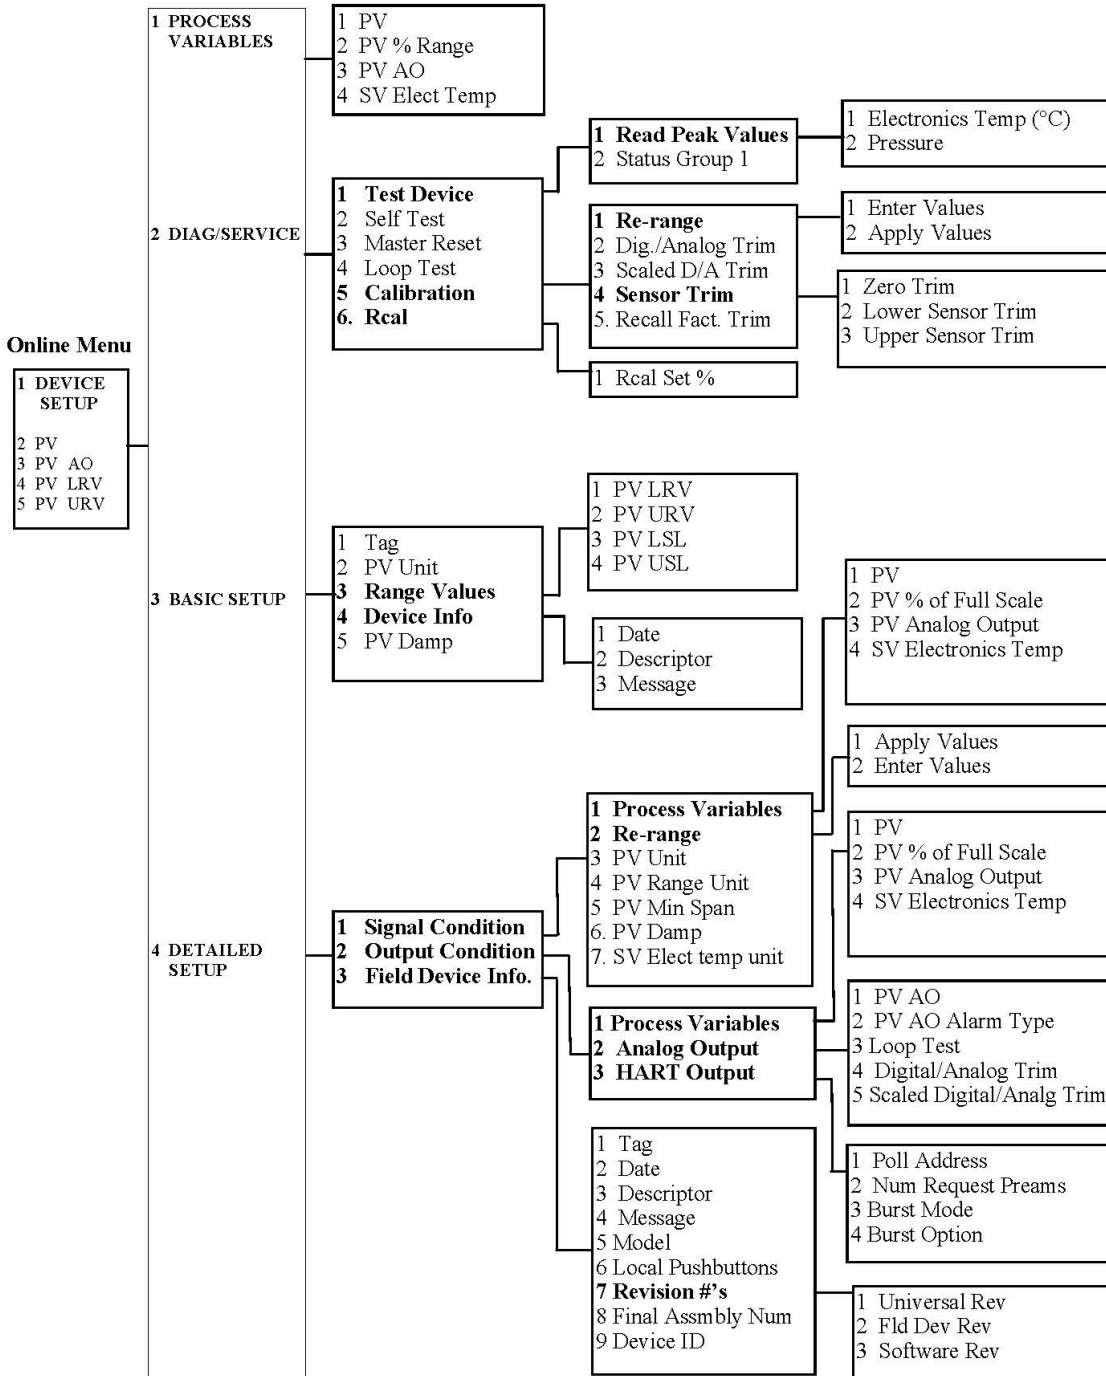 Online Menu
1 DEVICE
SETUP
2 PV
3 PV AO
4 PV LRV
5 PV URV
1 PROCESS
VARIABLES
2 DIAG/SERVICE
3 BASIC SETUP
4 DETAILED
SETUP
1 PV
2 PV % Range
3 PV AO
4 SV Elect Temp
1 Test Device
2 Self Test
3 Master Reset
4 Loop Test
5 Calibration
6. Rcal
1 Read Peak Values
2 Status Group 1
1 Electronics Temp (°C)
2 Pressure
1 Re-range
2 Dig./Analog Trim
3 Scaled D/A Trim
4 Sensor Trim
5. Recall Fact. Trim
1 Enter Values
2 Apply Values
1 Zero Trim
2 Lower Sensor Trim
3 Upper Sensor Trim
1 Rcal Set %
1 Tag
2 PV Unit
3 Range Values
4 Device Info
5 PV Damp
1 PV LRV
2 PV URV
3 PV LSL
4 PV USL
1 Date
2 Descriptor
3 Message
1 Signal Condition
2 Output Condition
3 Field Device Info.
1 Process Variables
2 Re-range
3 PV Unit
4 PV Range Unit
5 PV Min Span
6. PV Damp
7. SV Elect temp unit
1 PV
2 PV % of Full Scale
3 PV Analog Output
4 SV Electronics Temp
1 Apply Values
2 Enter Values
1 Process Variables
2 Analog Output
3 HART Output
1 PV
2 PV % of Full Scale
3 PV Analog Output
4 SV Electronics Temp
1 PV AO
2 PV AO Alarm Type
3 Loop Test
4 Digital/Analog Trim
5 Scaled Digital/Analg Trim
1 Poll Address
2 Num Request Preams
3 Burst Mode
4 Burst Option
1 Tag
2 Date
3 Descriptor
4 Message
5 Model
6 Local Pushbuttons
7 Revision #'s
8 Final Assmbly Num
9 Device ID
1 Universal Rev
2 Fld Dev Rev
3 Software Rev